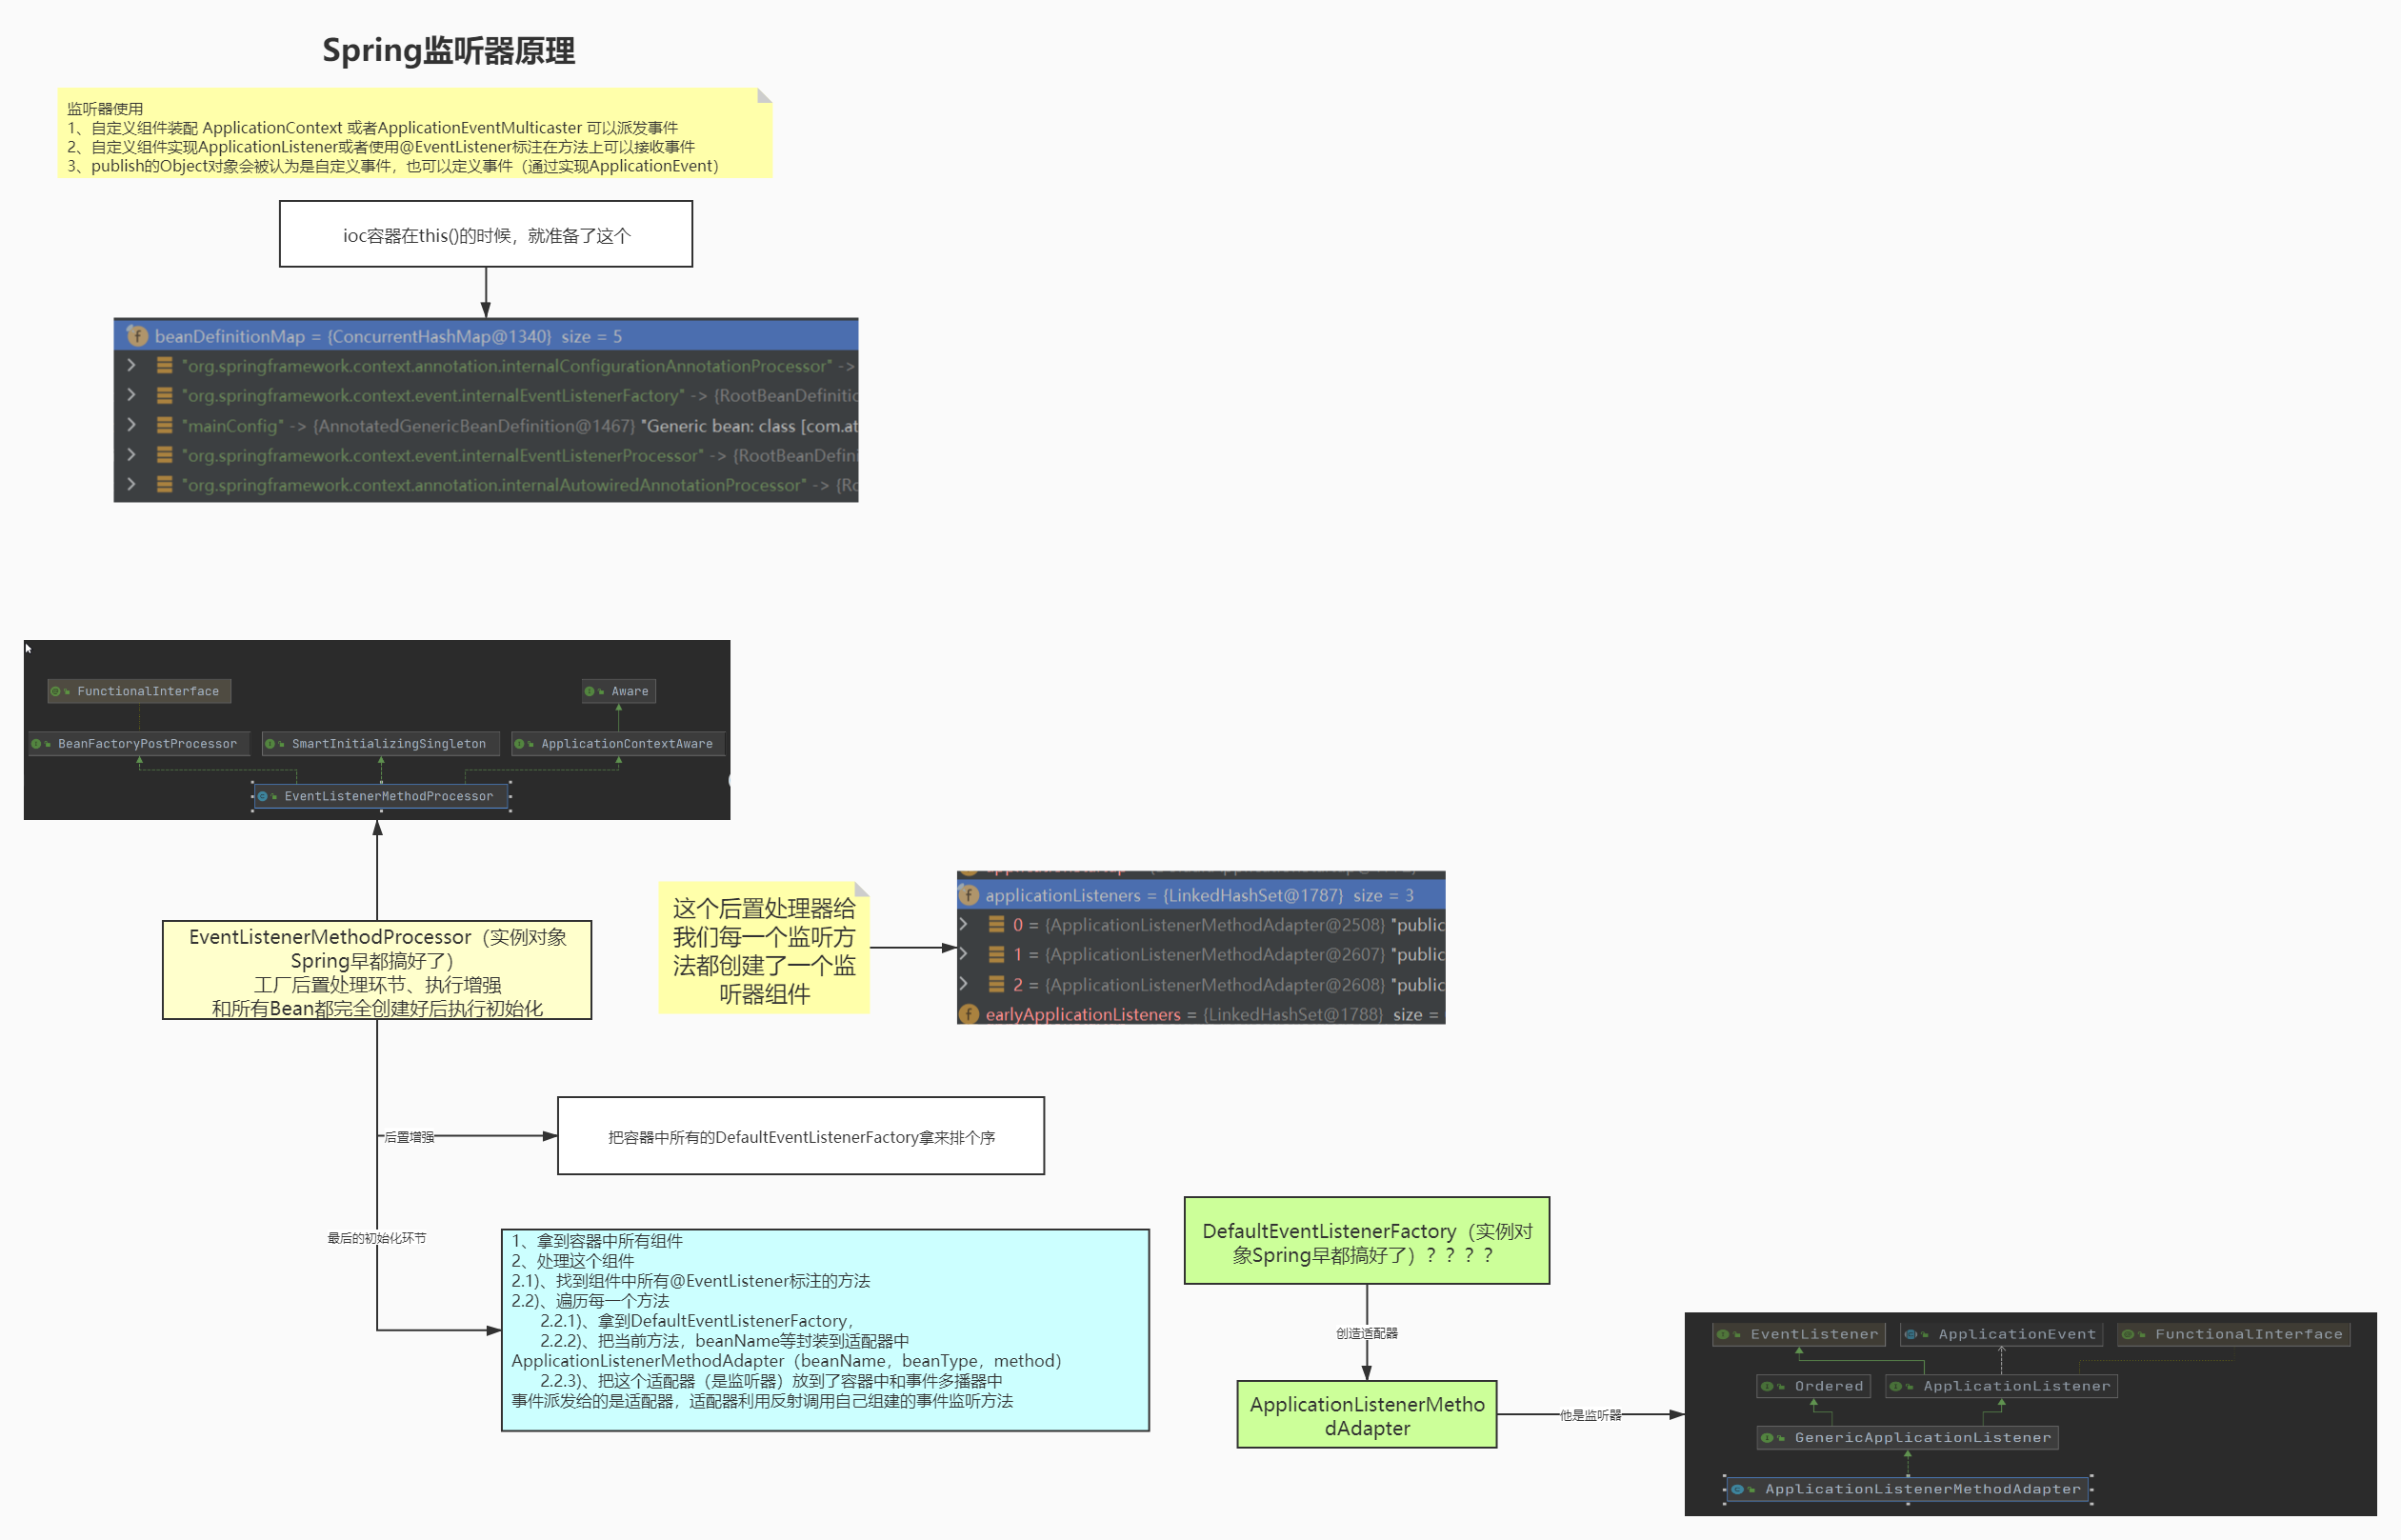 Spring监听器原理
监听器使用
1、自定义组件装配 ApplicationContext 或者ApplicationEventMulticaster 可以派发事件
2、自定义组件实现ApplicationListener或者使用@EventListener标注在方法上可以接收事件
3、publish的Object对象会被认为是自定义事件，也可以定义事件（通过实现ApplicationEvent）
ioc容器在this()的时候，就准备了这个
beanDefinitionMap = {ConcurrentHashMap@1340} size = 5
"org.springframework.context.annotation.internalConfigurationAnnotationProcessor" ->
"org.springframework.context.event.internalEventListenerFactory" -> {RootBeanDefinitio
"mainConfig" -> {AnnotatedGenericBeanDefinition@1467} "Generic bean: class [com.at
"org.springframework.context.event.internalEventListenerProcessor" -> {RootBeanDefini
"org.springframework.context.annotation.internalAutowiredAnnotationProcessor" -> {Ro
FunctionalInterface
Aware
BeanFactoryPostProcessor
SmartInitializingSingleton
ApplicationContextAware
EventListenerMethodProcessor
EventListenerMethodProcessor（实例对象
Spring早都搞好了）
工厂后置处理环节、执行增强
和所有Bean都完全创建好后执行初始化
这个后置处理器给
我们每一个监听方
法都创建了一个监
听器组件
applicationListeners = {LinkedHashSet@1787} size = 3
0 = {ApplicationListenerMethodAdapter@2508} "public
1 = {ApplicationListenerMethodAdapter@2607} "public
2 = {ApplicationListenerMethodAdapter@2608} "public
earlyApplicationListeners = {LinkedHashSet@1788} size =
后置增强
把容器中所有的DefaultEventListenerFactory拿来排个序
最后的初始化环节
1、拿到容器中所有组件
2、处理这个组件
2.1)、找到组件中所有@EventListener标注的方法
2.2)、遍历每一个方法
2.2.1)、拿到DefaultEventListenerFactory，
2.2.2)、把当前方法，beanName等封装到适配器中
ApplicationListenerMethodAdapter（beanName，beanType，method）
2.2.3)、把这个适配器（是监听器）放到了容器中和事件多播器中
事件派发给的是适配器，适配器利用反射调用自己组建的事件监听方法
DefaultEventListenerFactory（实例对
象Spring早都搞好了）？？？？
创造适配器
ApplicationListenerMetho
dAdapter
他是监听器
EventListener
ApplicationEvent
FunctionalInterface
Ordered
ApplicationListener
GenericApplicationListener
ApplicationListenerMethodAdapter